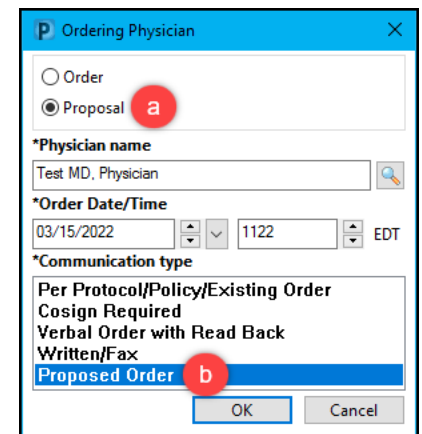 P Ordering Physician
Order
Proposal a
*Physician name
Test MD, Physician
*Order Date/Time
03/15/2022 1122 EDT
*Communication type
Per Protocol/Policy/Existing Order
Cosign Required
Verbal Order with Read Back
Written/Fax
Proposed Order b
OK Cancel